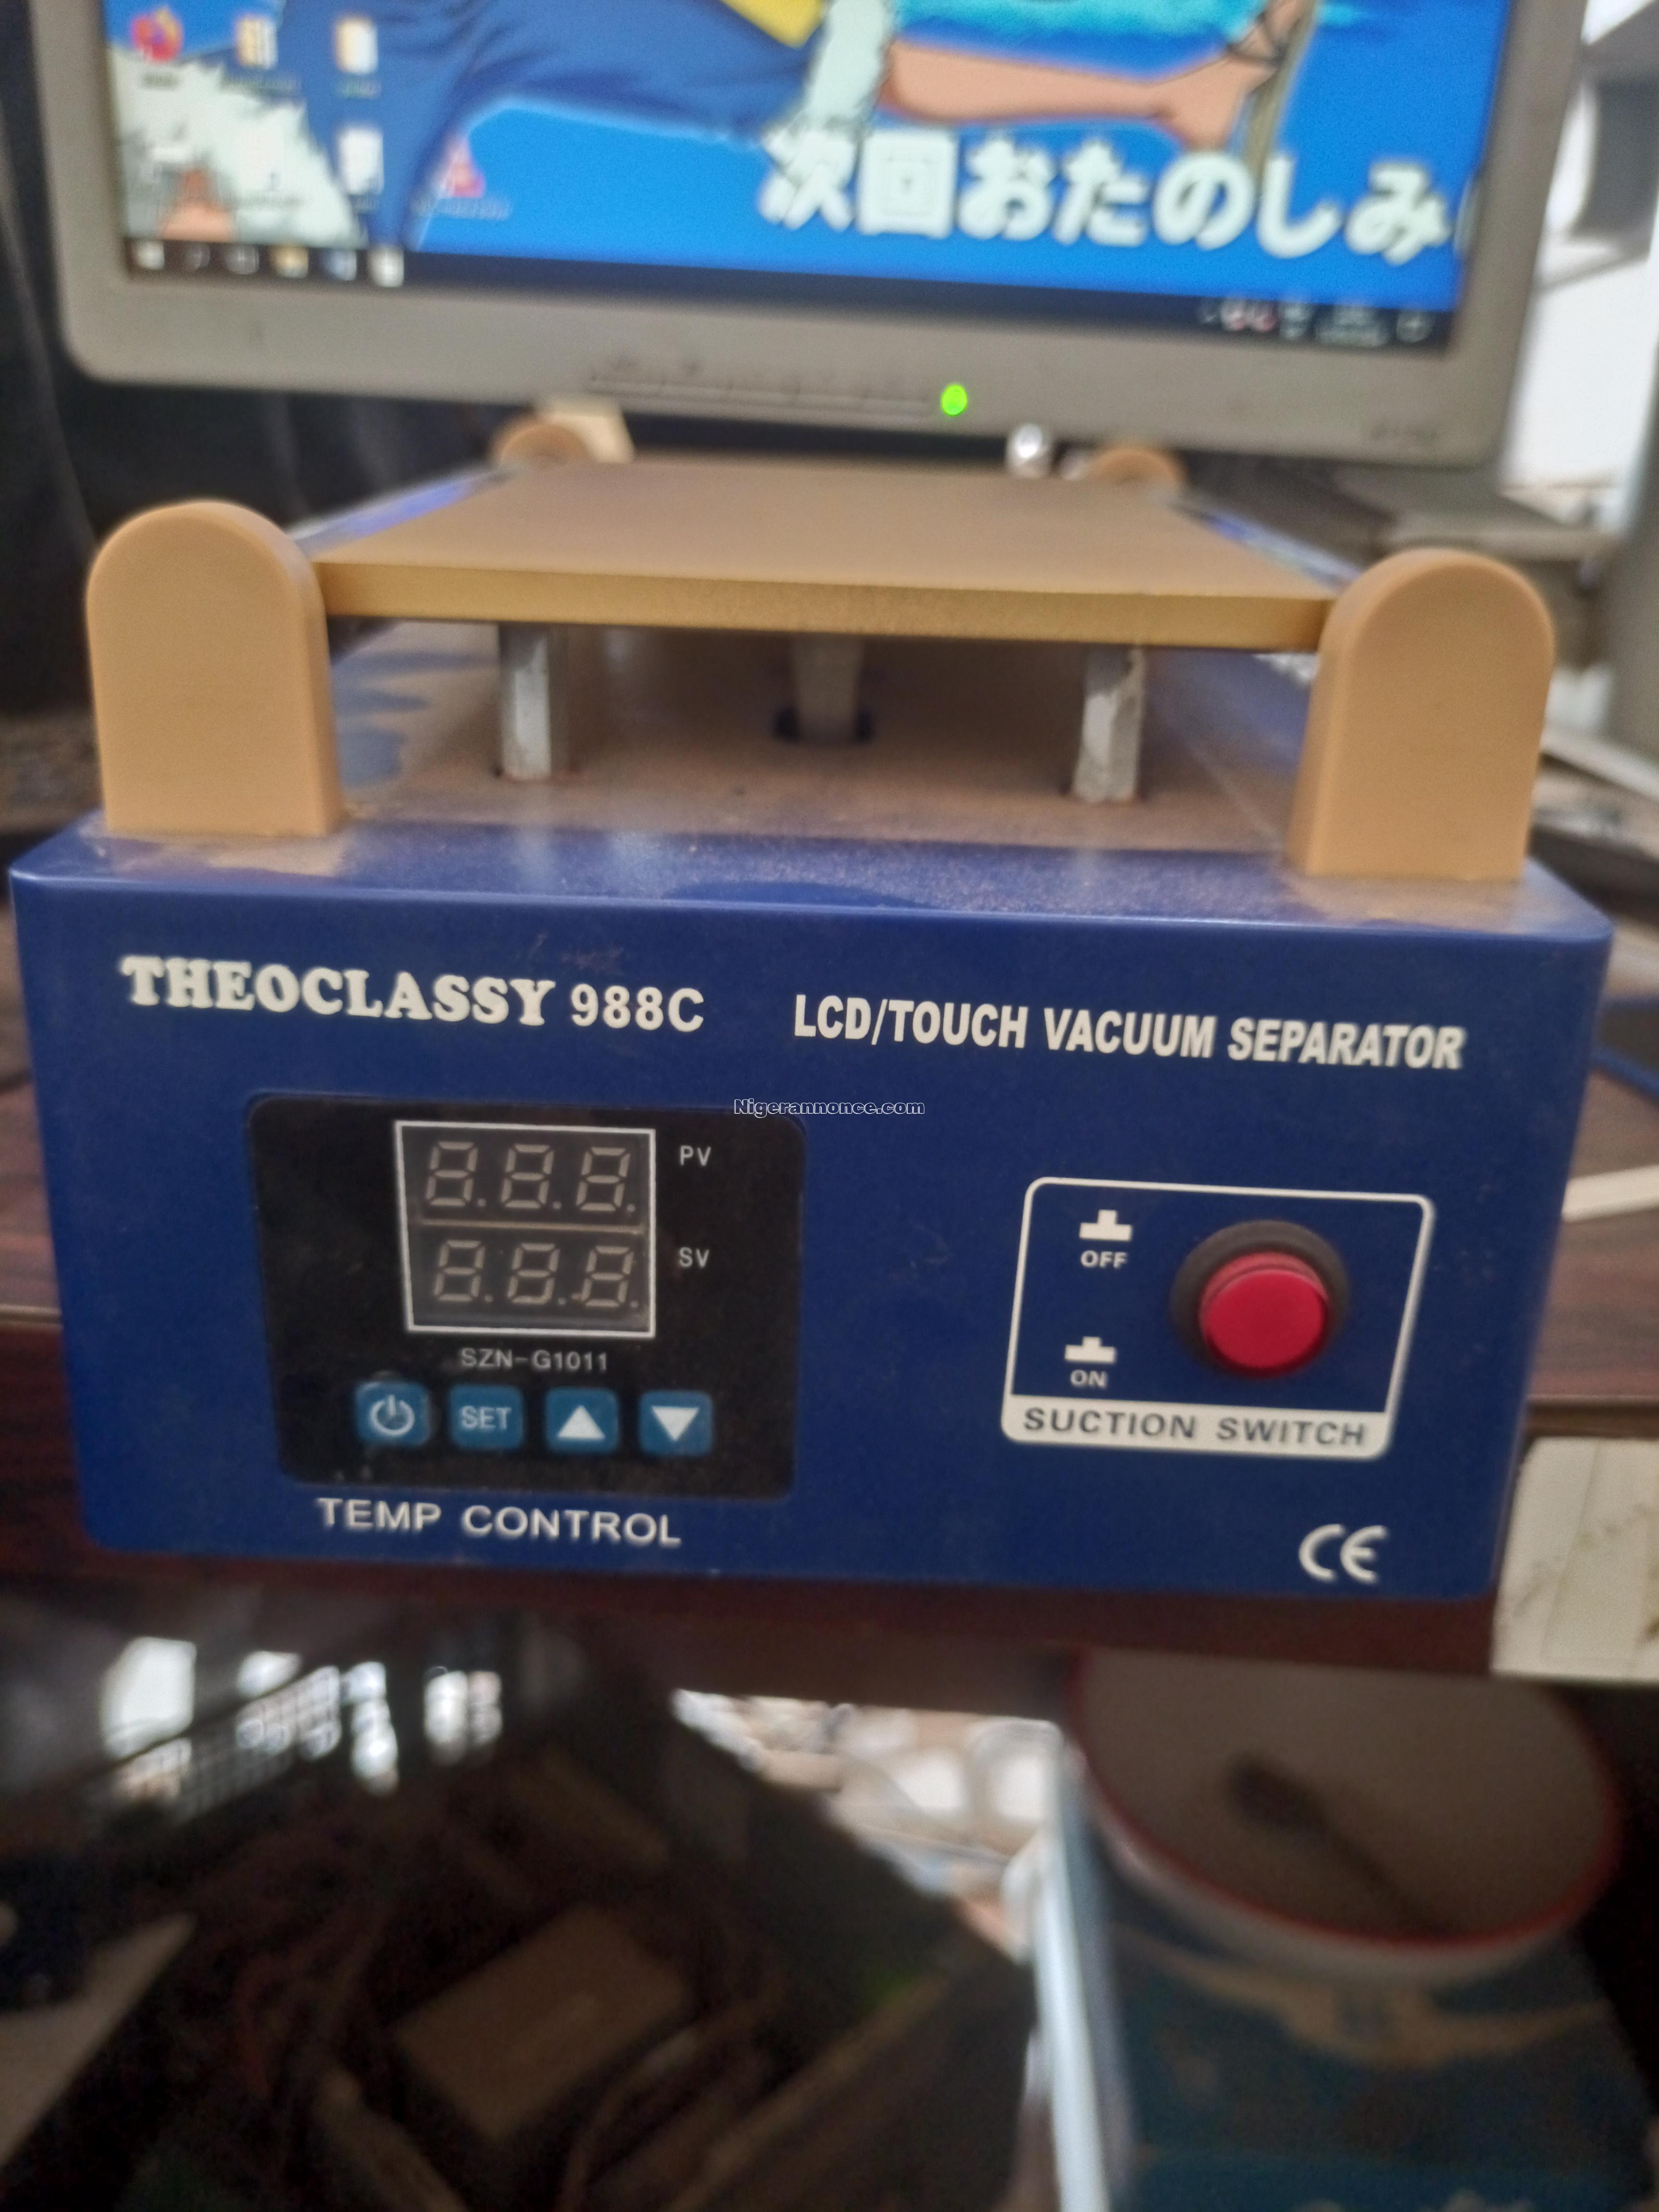 次回おたのしみ
THEOCLASSY 988C LCD/TOUCH VACUUM SEPARATOR
Nigerannonce.com
PV
SV
SZN-G1011
SET
TEMP CONTROL
OFF
ON
SUCTION SWITCH
CE